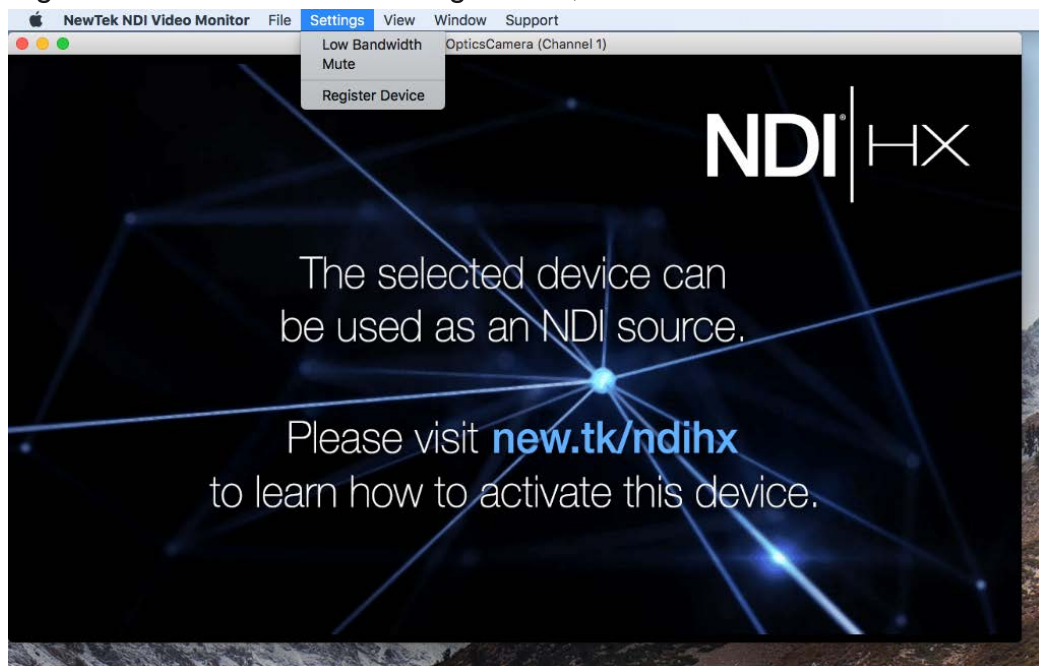 NewTek NDI Video Monitor File Settings View Window Support
OpticsCamera (Channel 1)
Low Bandwidth
Mute
Register Device
NDI® HX
The selected device can
be used as an NDI source.
Please visit new.tk/ndihx
to learn how to activate this device.